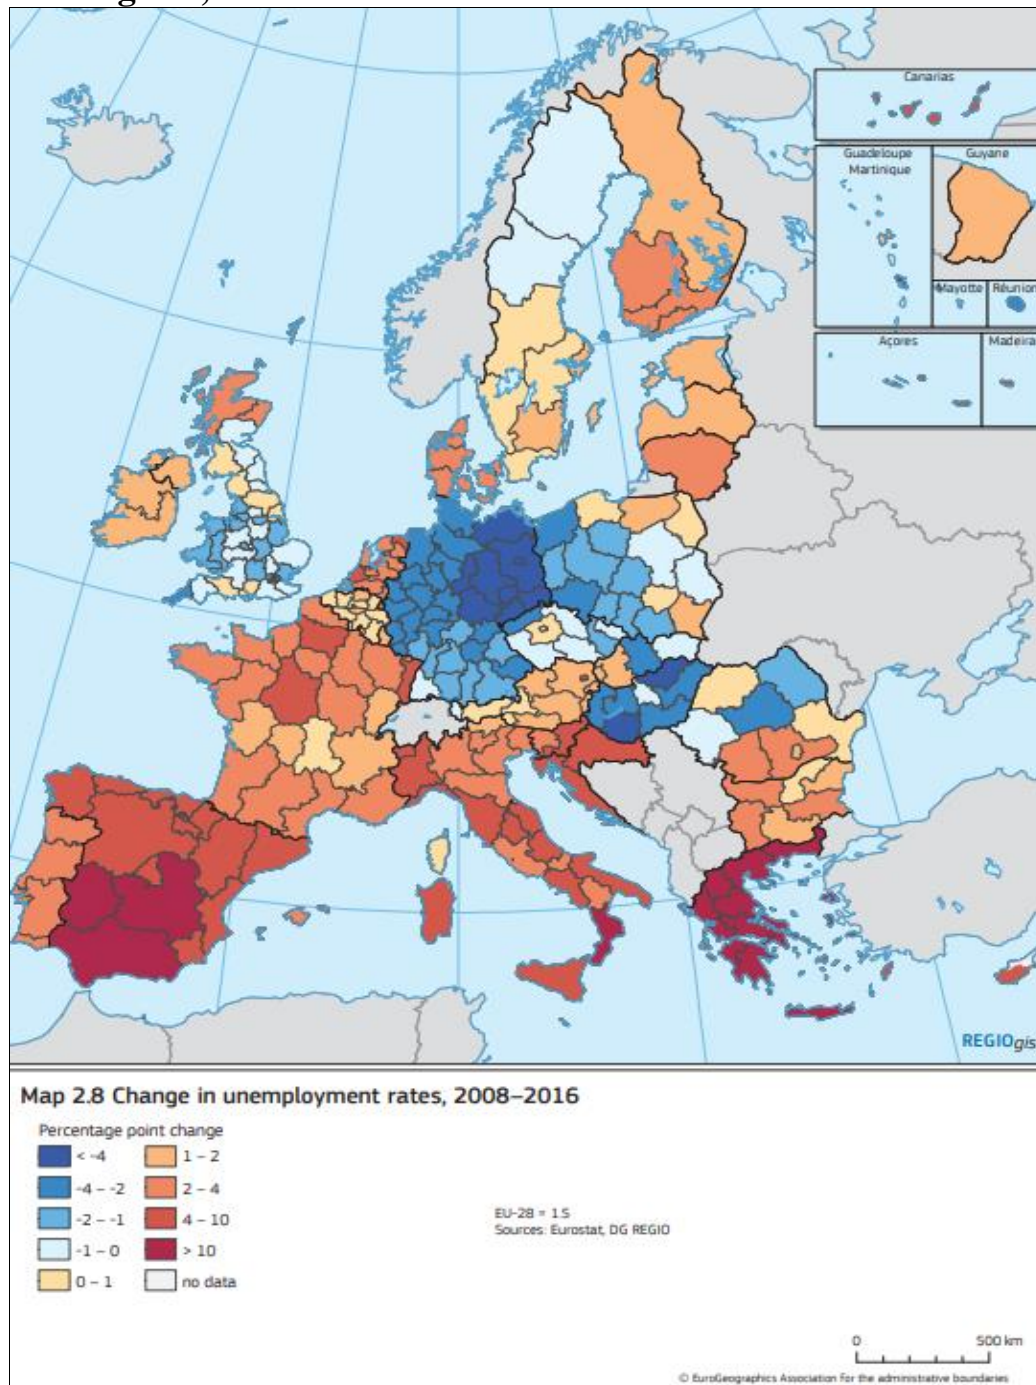 Canarias
Guadeloupe
Martinique
Guyane
Mayotte
Réunion
Açores
Madeira
REGIOgis
Map 2.8 Change in unemployment rates, 2008–2016
Percentage point change
< -4
-4 – -2
-2 – -1
-1 – 0
0 – 1
1 – 2
2 – 4
4 – 10
> 10
no data
EU-28 = 1.5
Sources: Eurostat, DG REGIO
0 500 km
© EuroGeographics Association for the administrative boundaries